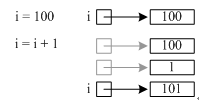 i = 100 i 100
i = i + 1 100
1
i 101